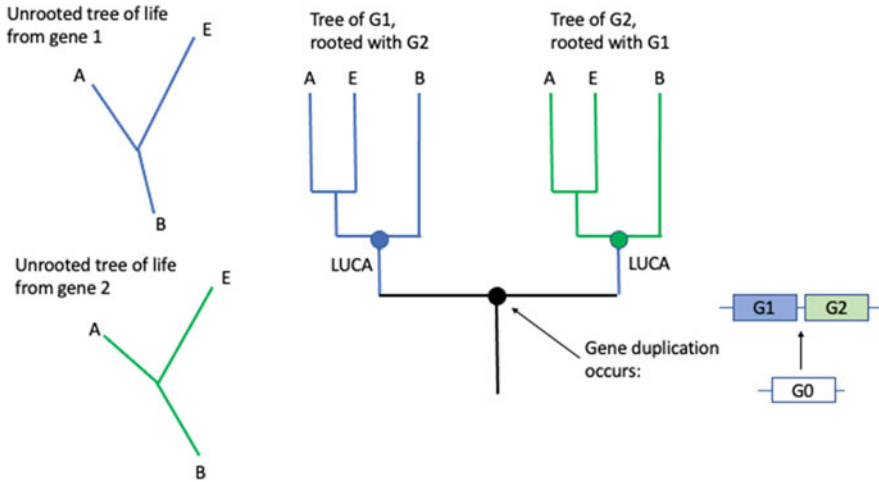 Unrooted tree of life
from gene 1
A
E
B
Unrooted tree of life
from gene 2
A
E
B
Tree of G1,
rooted with G2
A E B
LUCA
Tree of G2,
rooted with G1
A E B
LUCA
Gene duplication
occurs:
G1 G2
G0